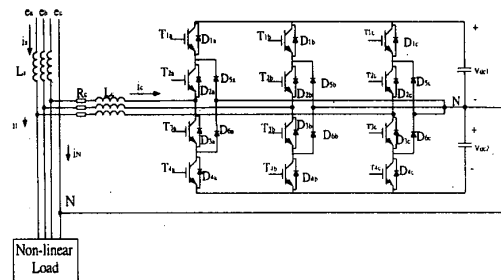 ea eb ec
is
Ls
Rc Lc ic
il
iN
N
Non-linear
Load
T1a D1a T1b D1b T1c D1c
T2a D2a D5a T2b D2b D5b T2c D2c D5c
T3a D3a D6a T3b D3b D6b T3c D3c D6c
T4a D4a T4b D4b T4c D4c
+
Vdc1
N
+
Vdc2
-